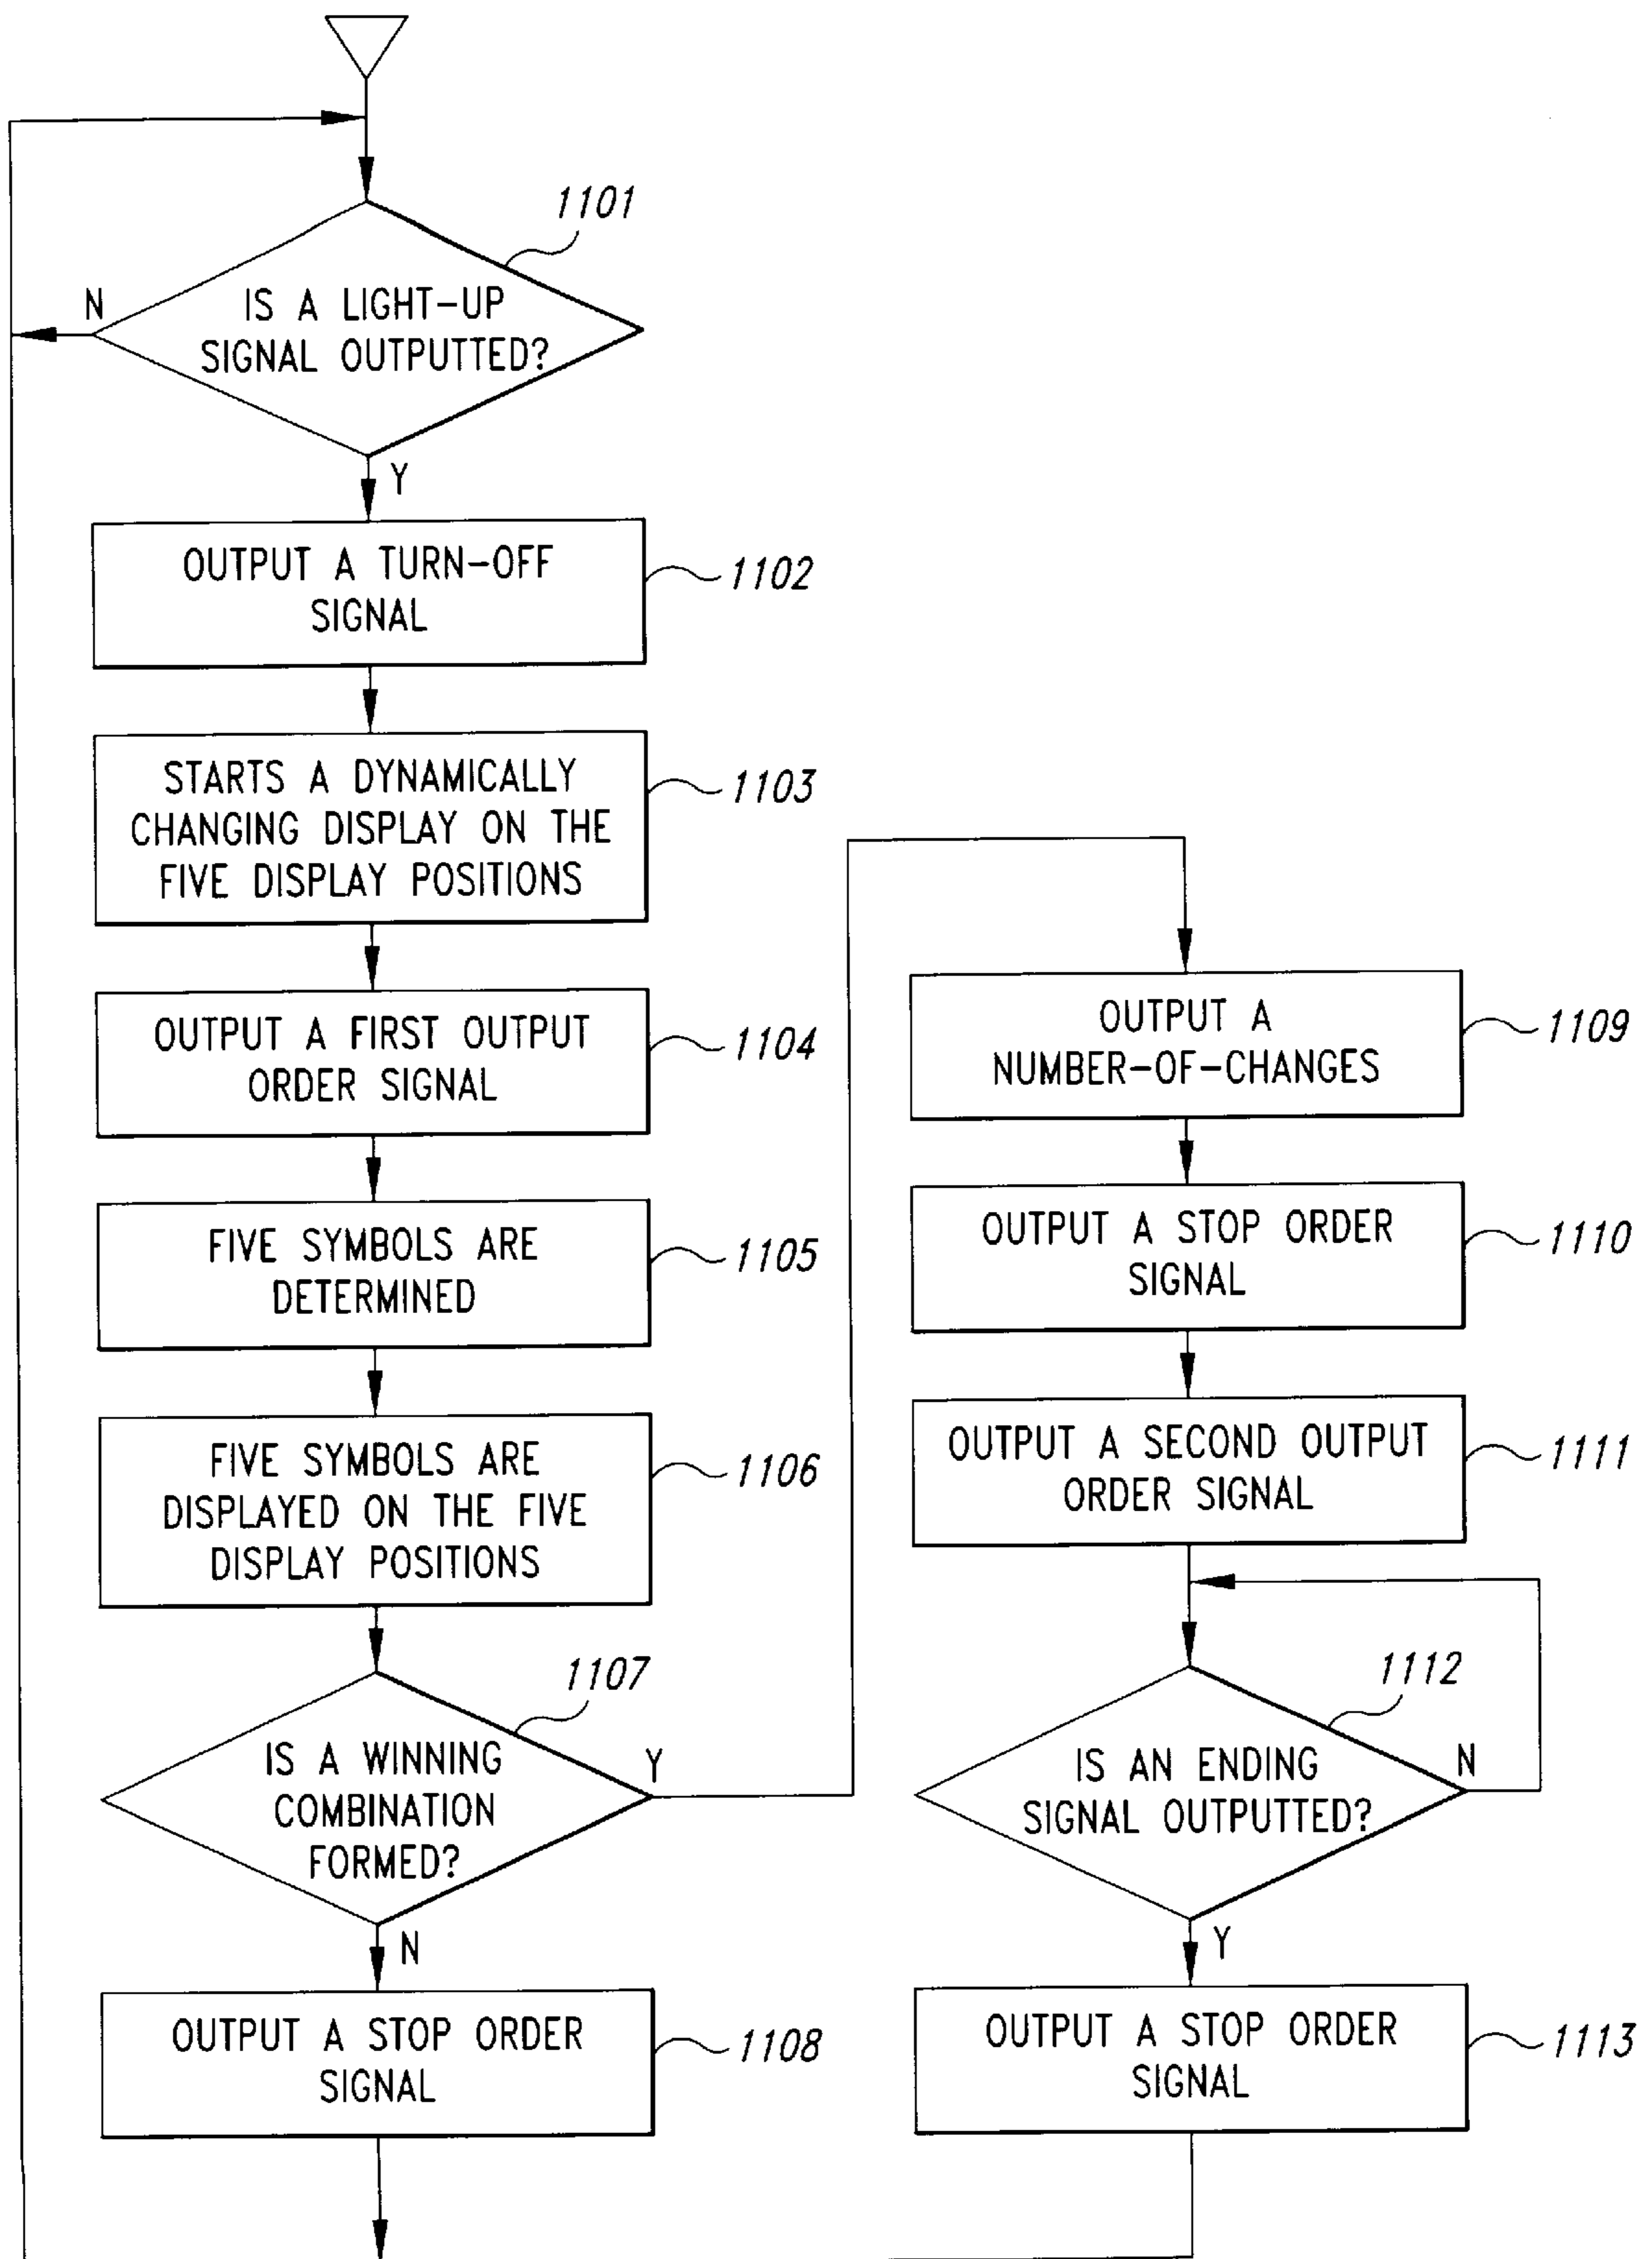 1101
IS A LIGHT-UP
SIGNAL OUTPUTTED?
N
Y
OUTPUT A TURN-OFF
SIGNAL
1102
STARTS A DYNAMICALLY
CHANGING DISPLAY ON THE
FIVE DISPLAY POSITIONS
1103
OUTPUT A FIRST OUTPUT
ORDER SIGNAL
1104
FIVE SYMBOLS ARE
DETERMINED
1105
FIVE SYMBOLS ARE
DISPLAYED ON THE FIVE
DISPLAY POSITIONS
1106
1107
IS A WINNING
COMBINATION
FORMED?
Y
N
OUTPUT A STOP ORDER
SIGNAL
1108
OUTPUT A
NUMBER-OF-CHANGES
1109
OUTPUT A STOP ORDER
SIGNAL
1110
OUTPUT A SECOND OUTPUT
ORDER SIGNAL
1111
1112
IS AN ENDING
SIGNAL OUTPUTTED?
N
Y
OUTPUT A STOP ORDER
SIGNAL
1113